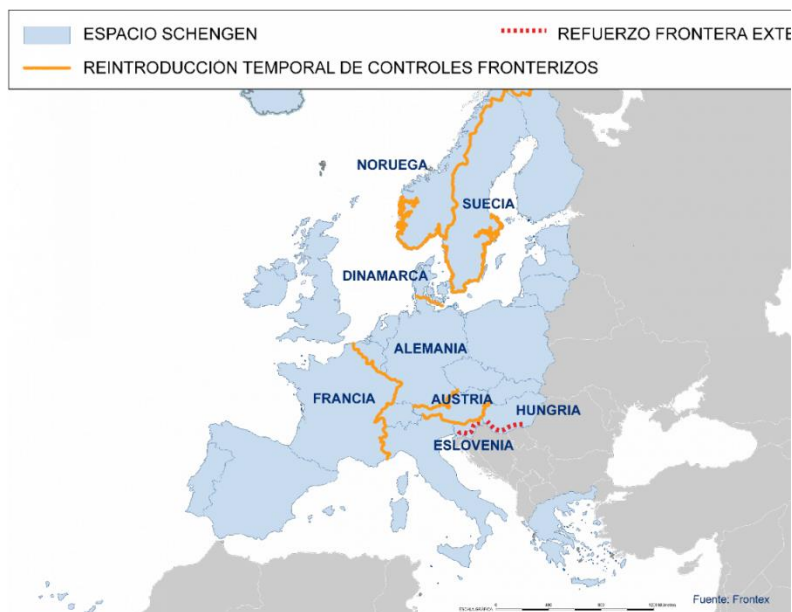 ESPACIO SCHENGEN
REFUERZO FRONTERA EXTE
REINTRODUCCION TEMPORAL DE CONTROLES FRONTERIZOS
NORUEGA
SUECIA
DINAMARCA
ALEMANIA
FRANCIA
AUSTRIA
HUNGRIA
ESLOVENIA
Fuente: Frontex